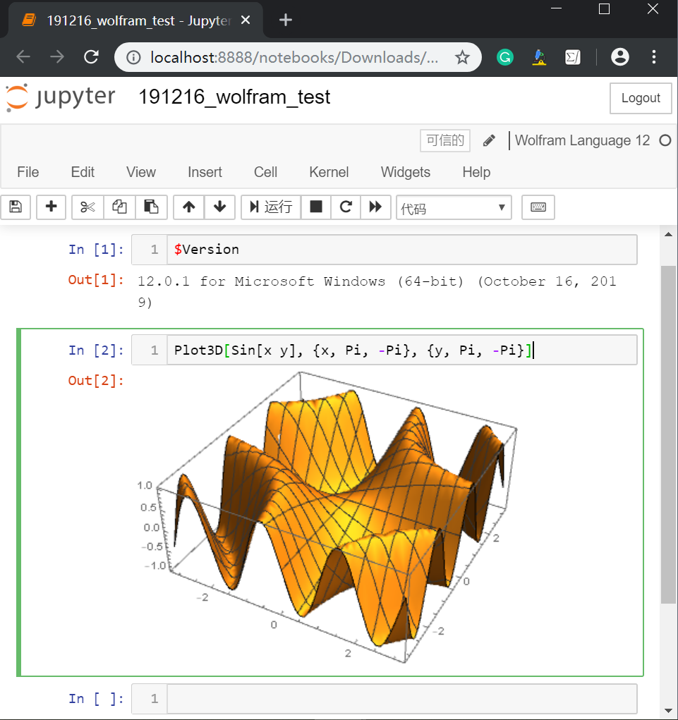 191216_wolfram_test - Jupyter
localhost:8888/notebooks/Downloads/...
jupyter 191216_wolfram_test Logout
可信的 Wolfram Language 12
File Edit View Insert Cell Kernel Widgets Help
运行 代码
In [1]: 1 $Version
Out[1]: 12.0.1 for Microsoft Windows (64-bit) (October 16, 201
9)
In [2]: 1 Plot3D[Sin[x y], {x, Pi, -Pi}, {y, Pi, -Pi}]
Out[2]:
1.0
0.5
0.0
-0.5
-1.0
-2
0
2
-2
0
2
In [ ]: 1